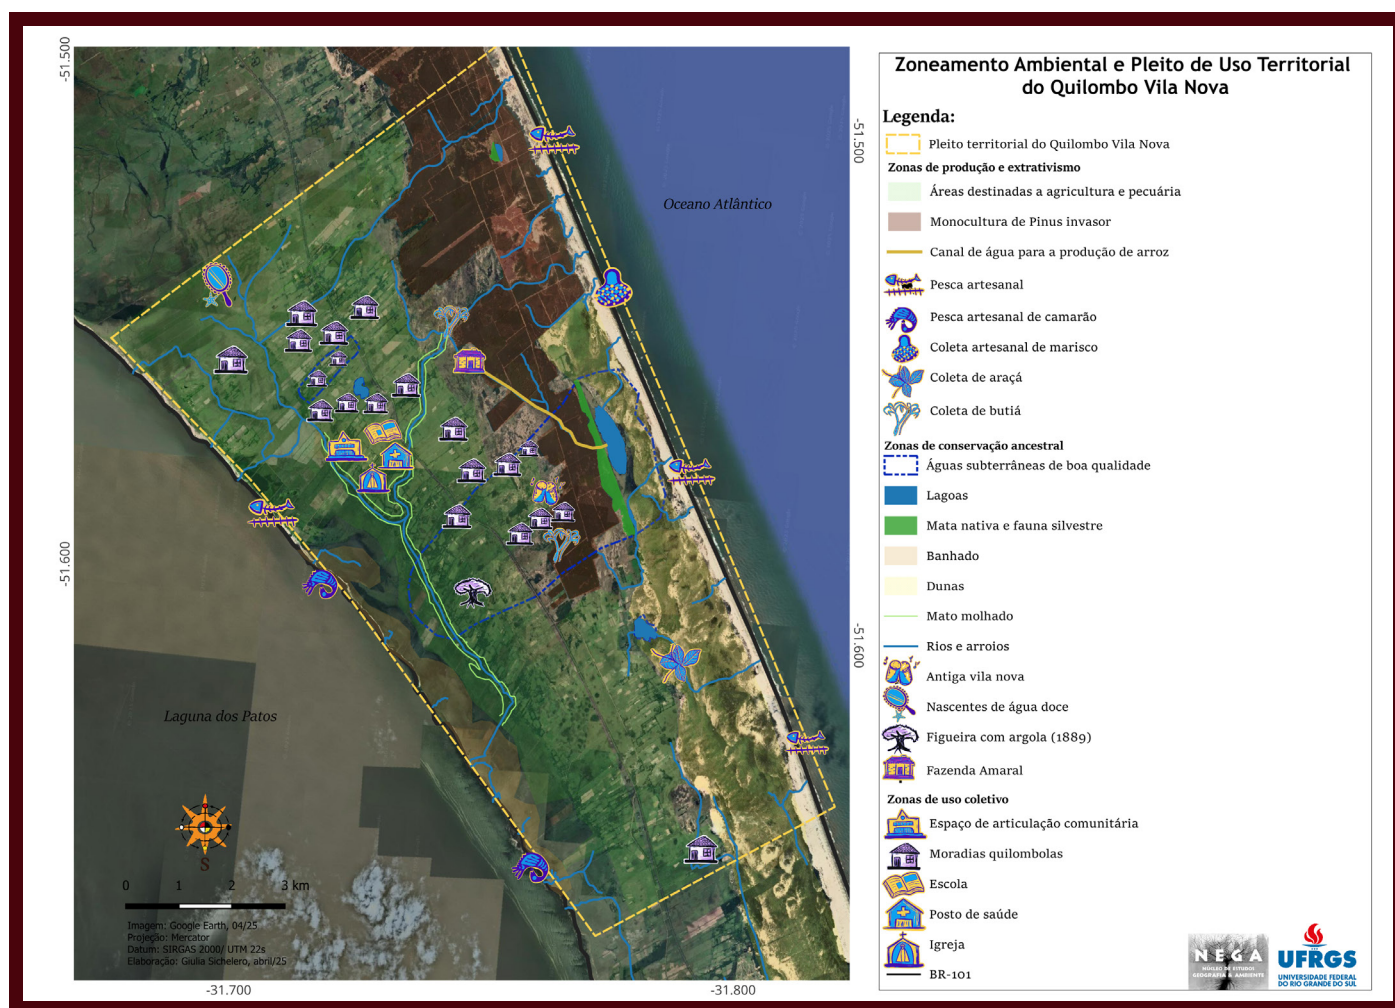 Zoneamento Ambiental e Pleito de Uso Territorial
do Quilombo Vila Nova
Legenda:
Pleito territorial do Quilombo Vila Nova
Zonas de produção e extrativismo
Áreas destinadas a agricultura e pecuária
Monocultura de Pinus invasor
Canal de água para a produção de arroz
Pesca artesanal
Pesca artesanal de camarão
Coleta artesanal de marisco
Coleta de araçá
Coleta de butiá
Zonas de conservação ancestral
Águas subterrâneas de boa qualidade
Lagoas
Mata nativa e fauna silvestre
Banhado
Dunas
Mato molhado
Rios e arroios
Antiga vila nova
Nascentes de água doce
Figueira com argola (1889)
Fazenda Amaral
Zonas de uso coletivo
Espaço de articulação comunitária
Moradias quilombolas
Escola
Posto de saúde
Igreja
BR-101
NEGA
NÚCLEO DE ESTUDOS
GEOGRAFIA & AMBIENTE
UFRGS
UNIVERSIDADE FEDERAL
DO RIO GRANDE DO SUL
-51.500
-51.600
-51.500
-51.600
-31.700
-31.800
Oceano Atlântico
Laguna dos Patos
S
0 1 2 3 km
Imagem: Google Earth, 04/25
Projeção: Mercator
Datum: SIRGAS 2000/ UTM 22s
Elaboração: Giulia Sichelero, abril/25